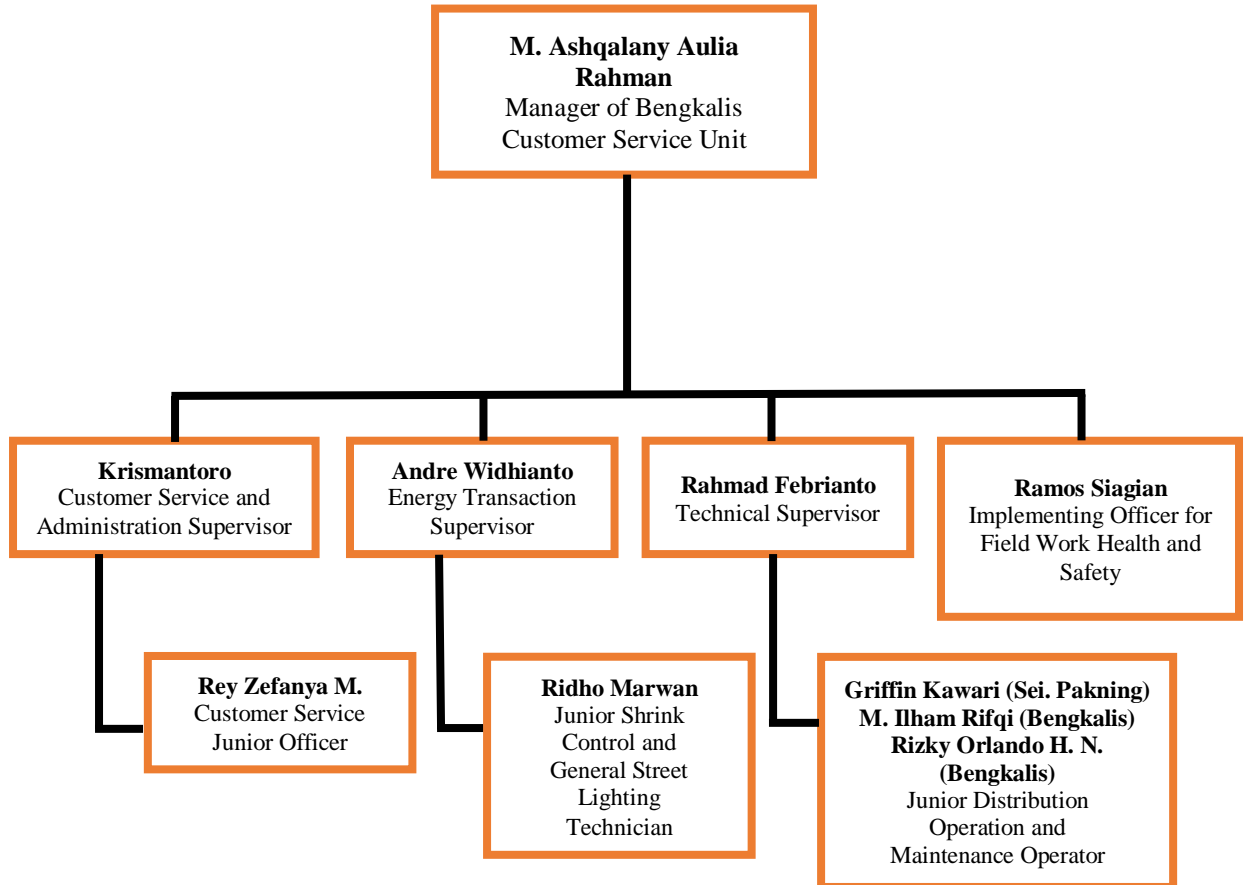 M. Ashqalany Aulia
Rahman
Manager of Bengkalis
Customer Service Unit
Krismantoro
Customer Service and
Administration Supervisor
Andre Widhianto
Energy Transaction
Supervisor
Rahmad Febrianto
Technical Supervisor
Ramos Siagian
Implementing Officer for
Field Work Health and
Safety
Rey Zefanya M.
Customer Service
Junior Officer
Ridho Marwan
Junior Shrink
Control and
General Street
Lighting
Technician
Griffin Kawari (Sei. Pakning)
M. Ilham Rifqi (Bengkalis)
Rizky Orlando H. N.
(Bengkalis)
Junior Distribution
Operation and
Maintenance Operator